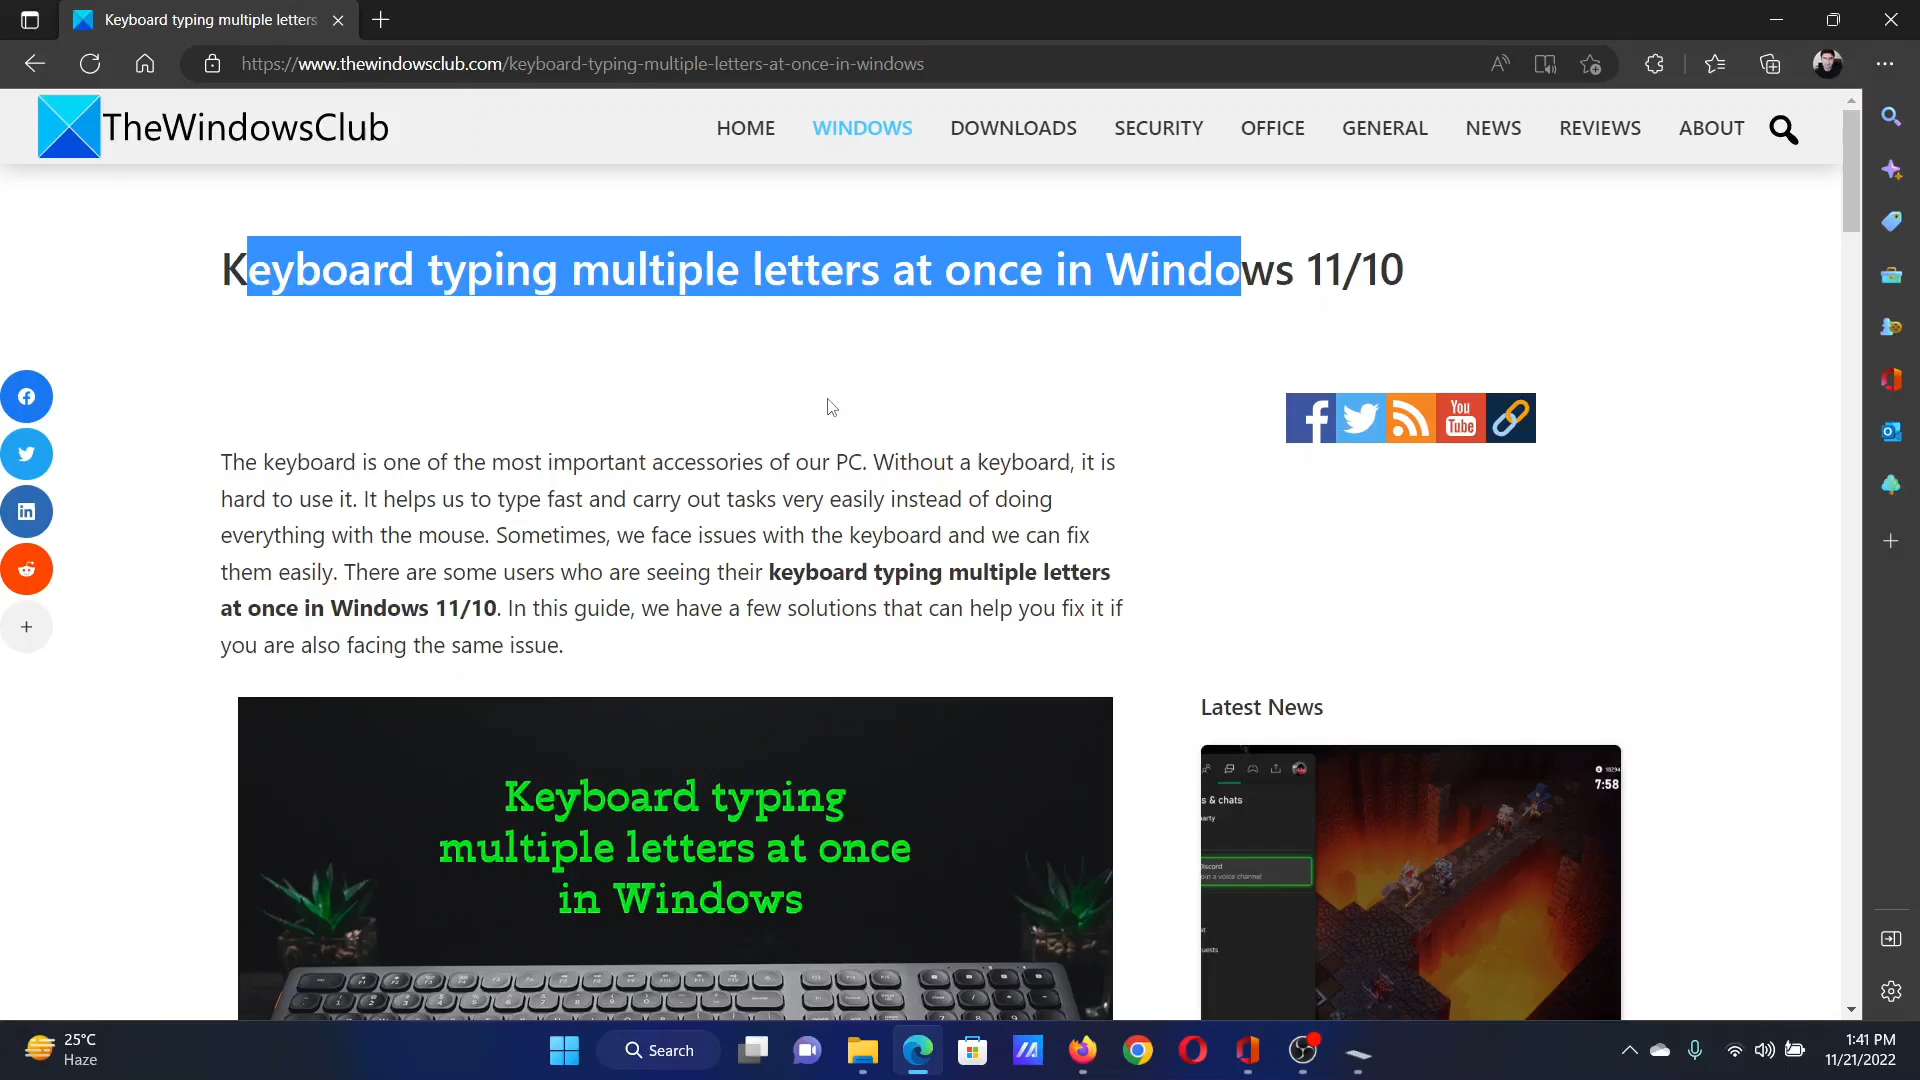 Keyboard typing multiple letters
https://www.thewindowsclub.com/keyboard-typing-multiple-letters-at-once-in-windows
TheWindowsClub
HOME WINDOWS DOWNLOADS SECURITY OFFICE GENERAL NEWS REVIEWS ABOUT
Keyboard typing multiple letters at once in Windows 11/10
You
Tube
The keyboard is one of the most important accessories of our PC. Without a keyboard, it is
hard to use it. It helps us to type fast and carry out tasks very easily instead of doing
everything with the mouse. Sometimes, we face issues with the keyboard and we can fix
them easily. There are some users who are seeing their keyboard typing multiple letters
at once in Windows 11/10. In this guide, we have a few solutions that can help you fix it if
you are also facing the same issue.
Keyboard typing
multiple letters at once
in Windows
Latest News
7:58
s & chats
arty
iscord
oin a voice channel
uests
25°C
Haze
Search
1:41 PM
11/21/2022